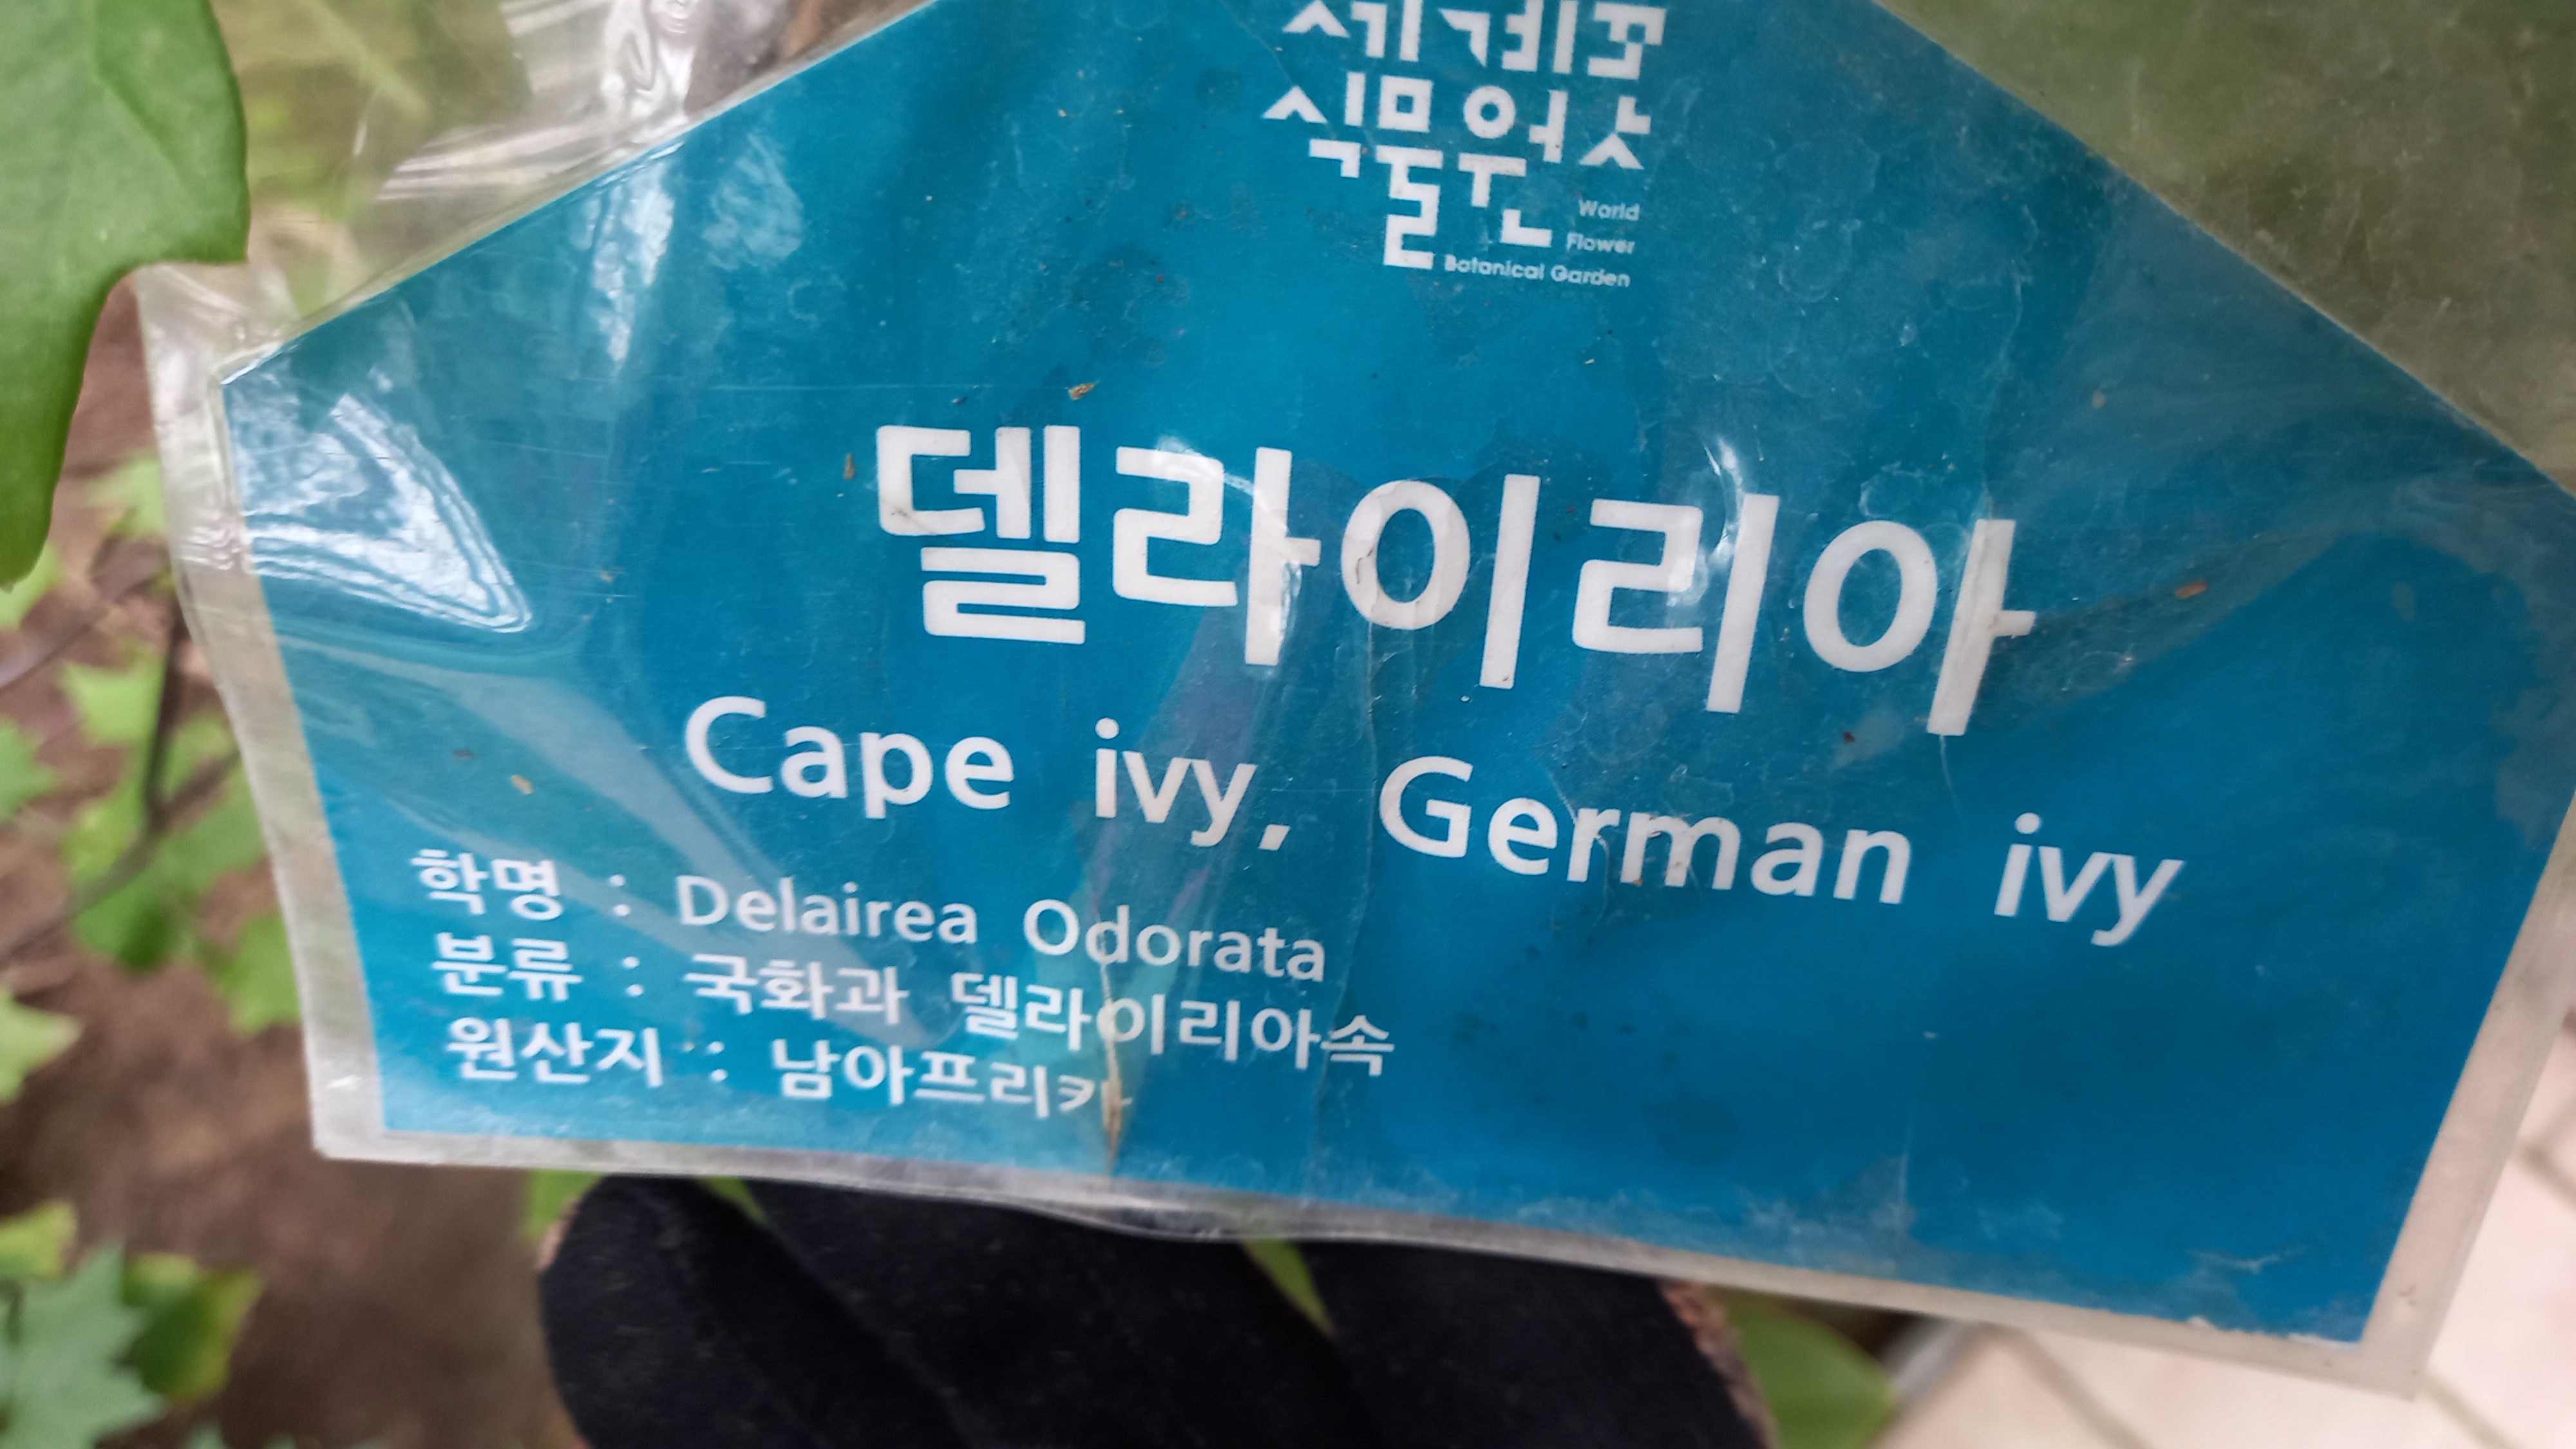 세계꽃
식물원
World
Flower
Botanical Garden
델라이리아
Cape ivy, German ivy
학명 : Delairea Odorata
분류 : 국화과 델라이리아속
원산지 : 남아프리카